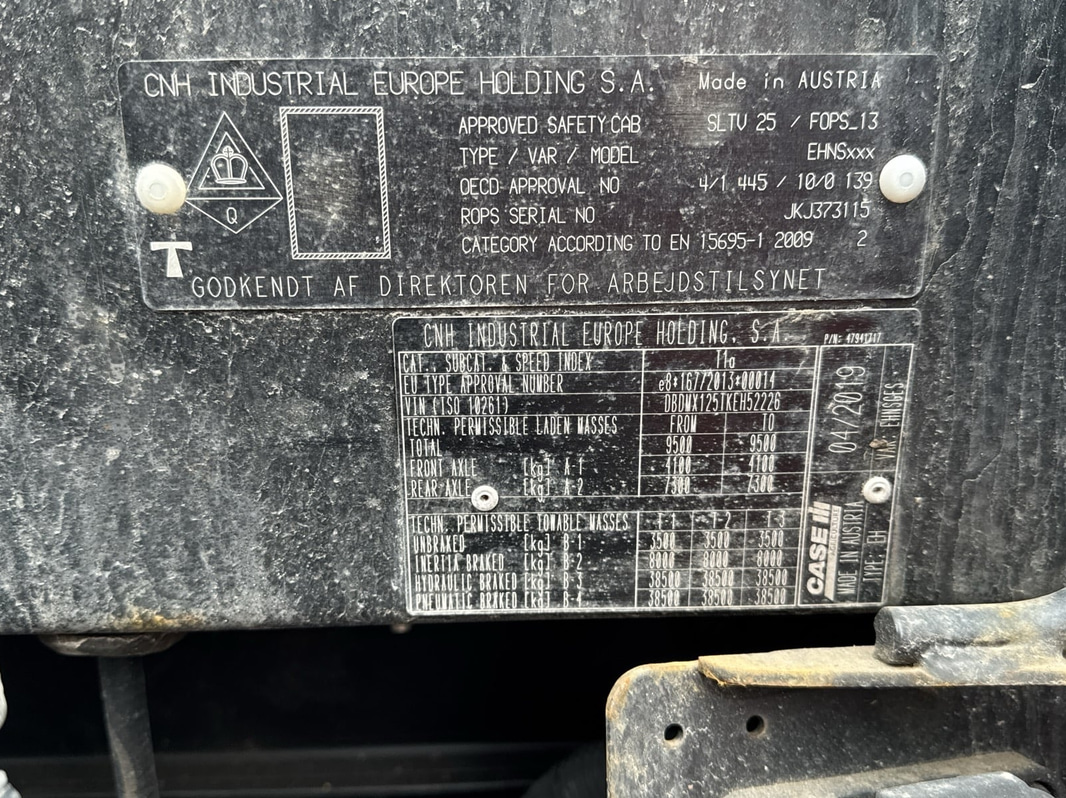 CNH INDUSTRIAL EUROPE HOLDING S.A. Made in AUSTRIA
APPROVED SAFETY CAB SLTV 25 / FOPS_13
TYPE / VAR / MODEL EHNSxxx
OECD APPROVAL NO 4/1 445 / 10/0 139
ROPS SERIAL NO JKJ373115
CATEGORY ACCORDING TO EN 15695-1 2009 2
Q
T
GODKENDT AF DIREKTOREN FOR ARBEJDSTILSYNET
CNH INDUSTRIAL EUROPE HOLDING, S.A. P/N: 47941717
CAT., SUBCAT. & SPEED INDEX T1a
EU TYPE APPROVAL NUMBER e8*167/2013*00014
VIN (ISO 10261)
TECHN. PERMISSIBLE LADEN MASSES FROM TO
TOTAL 9500 9500
FRONT AXLE [kg] A-1 4100 4100
REAR AXLE [kg] A-2 7300 7300
TECHN. PERMISSIBLE TOWABLE MASSES T-1 T-2 T-3
UNBRAKED [kg] B-1 3500 3500 3500
INERTIA BRAKED [kg] B-2 8000 8000 8000
HYDRAULIC BRAKED [kg] B-3 38500 38500 38500
PNEUMATIC BRAKED [kg] B-4 38500 38500 38500
CASE III
MADE IN AUSTRIA 04/2019
TYPE: EH VAR. EHNSGES